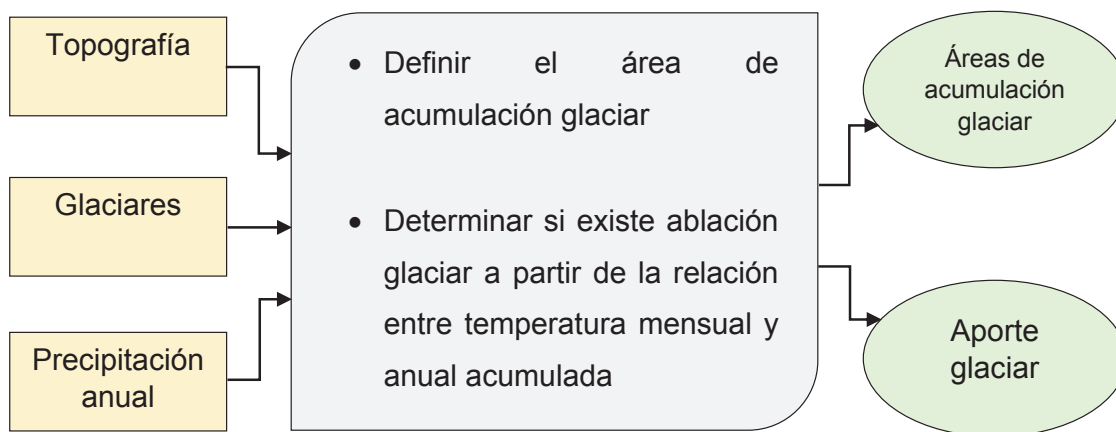 Topografía
Glaciares
Precipitación
anual
• Definir el área de
acumulación glaciar
• Determinar si existe ablación
glaciar a partir de la relación
entre temperatura mensual y
anual acumulada
Áreas de
acumulación
glaciar
Aporte
glaciar